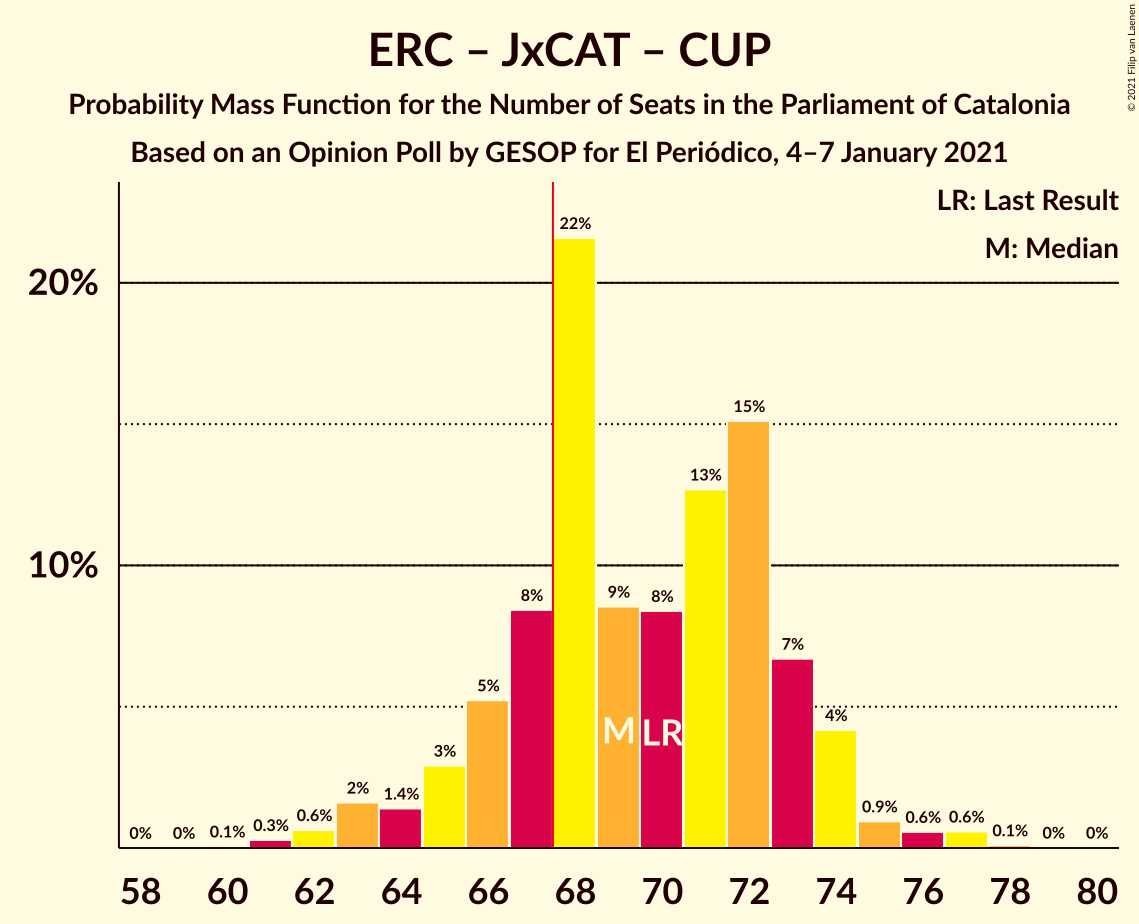 ERC – JxCAT – CUP
Probability Mass Function for the Number of Seats in the Parliament of Catalonia
Based on an Opinion Poll by GESOP for El Periódico, 4–7 January 2021
© 2021 Filip van Laenen
LR: Last Result
M: Median
20%
10%
0% 0% 0.1% 0.3% 0.6% 2% 1.4% 3% 5% 8% 22% 9% 8% 13% 15% 7% 4% 0.9% 0.6% 0.6% 0.1% 0% 0%
M LR
58 60 62 64 66 68 70 72 74 76 78 80